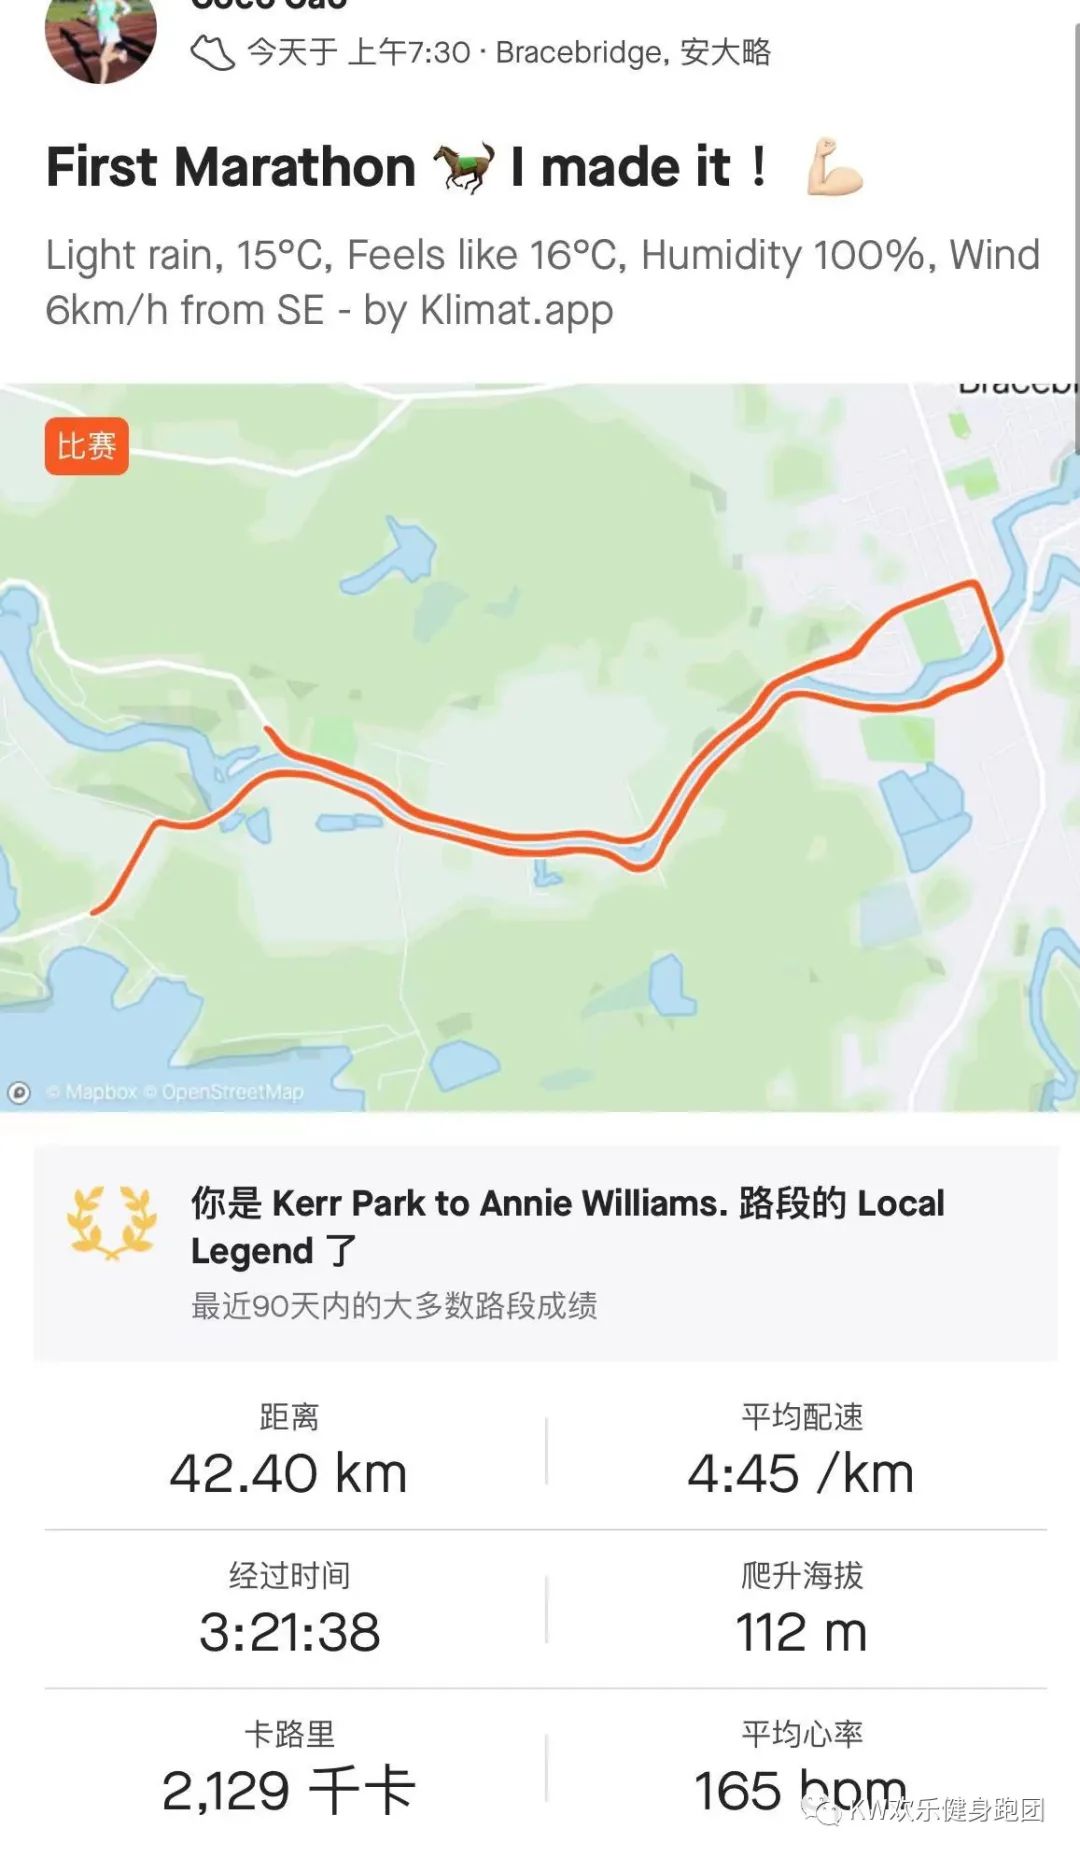 今天于 上午7:30 · Bracebridge, 安大略
First Marathon 🐎 I made it！ 💪🏻
Light rain, 15°C, Feels like 16°C, Humidity 100%, Wind
6km/h from SE - by Klimat.app
比赛
© Mapbox © OpenStreetMap
你是 Kerr Park to Annie Williams. 路段的 Local
Legend 了
最近90天内的大多数路段成绩
距离
平均配速
42.40 km
4:45 /km
经过时间
爬升海拔
3:21:38
112 m
卡路里
平均心率
2,129 千卡
165 bpm
KW欢乐健身跑团